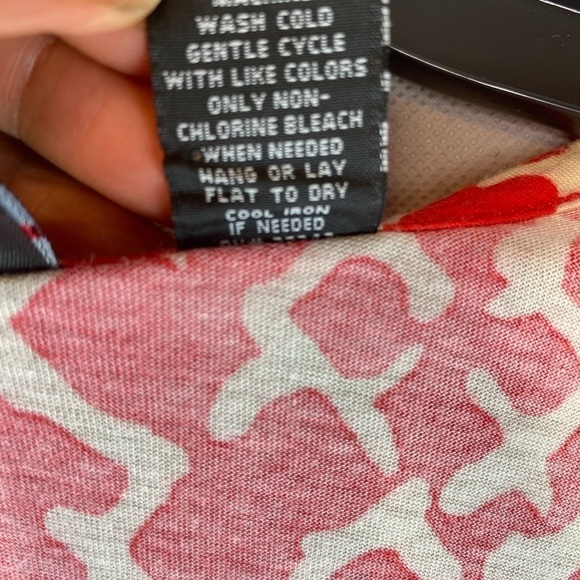 MACHINE
WASH COLD
GENTLE CYCLE
WITH LIKE COLORS
ONLY NON-
CHLORINE BLEACH
WHEN NEEDED
HANG OR LAY
FLAT TO DRY
COOL IRON
IF NEEDED